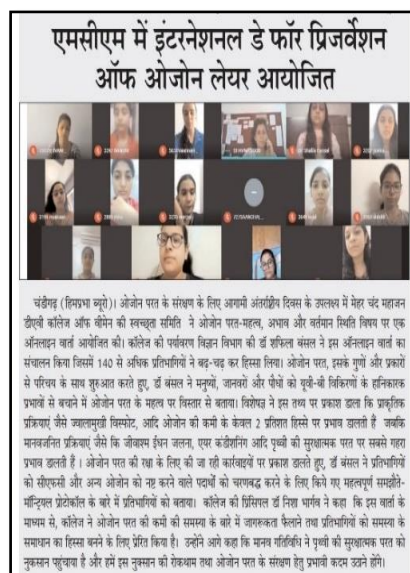 एमसीएम में इंटरनेशनल डे फॉर प्रिजर्वेशन
ऑफ ओजोन लेयर आयोजित
चंडीगढ़ (हिमप्रभा ब्यूरो)। ओजोन परत के संरक्षण के लिए आगामी अंतर्राष्ट्रीय दिवस के उपलक्ष्य में मेहर चंद महाजन
डीएवी कॉलेज ऑफ वीमेन की स्वच्छता समिति ने ओजोन परत-महत्व, अभाव और वर्तमान स्थिति विषय पर एक
ऑनलाइन वार्ता आयोजित की। कॉलेज की पर्यावरण विज्ञान विभाग की डॉ शफिला बंसल ने इस ऑनलाइन वार्ता का
संचालन किया जिसमें 140 से अधिक प्रतिभागियों ने बढ़-चढ़ कर हिस्सा लिया। ओजोन परत, इसके गुणों और प्रकारों
से परिचय के साथ शुरुआत करते हुए, डॉ बंसल ने मनुष्यों, जानवरों और पौधों को यूवी-बी विकिरणों के हानिकारक
प्रभावों से बचाने में ओजोन परत के महत्व पर विस्तार से बताया। विशेषज्ञ ने इस तथ्य पर प्रकाश डाला कि प्राकृतिक
प्रक्रियाएं जैसे ज्वालामुखी विस्फोट, आदि ओजोन की कमी के केवल 2 प्रतिशत हिस्से पर प्रभाव डालती हैं जबकि
मानवजनित प्रक्रियाएं जैसे कि जीवाश्म ईंधन जलना, एयर कंडीशनिंग आदि पृथ्वी की सुरक्षात्मक परत पर सबसे गहरा
प्रभाव डालती हैं। ओजोन परत की रक्षा के लिए की जा रही कार्रवाइयों पर प्रकाश डालते हुए, डॉ बंसल ने प्रतिभागियों
को सीएफसी और अन्य ओजोन को नष्ट करने वाले पदार्थों को चरणबद्ध करने के लिए किये गए महत्वपूर्ण समझौते-
मॉन्ट्रियल प्रोटोकॉल के बारे में प्रतिभागियों को बताया। कॉलेज की प्रिंसिपल डॉ निशा भार्गव ने कहा कि इस वार्ता के
माध्यम से, कॉलेज ने ओजोन परत की कमी की समस्या के बारे में जागरूकता फैलाने तथा प्रतिभागियों को समस्या के
समाधान का हिस्सा बनने के लिए प्रेरित किया है। उन्होंने आगे कहा कि मानव गतिविधि ने पृथ्वी की सुरक्षात्मक परत को
नुकसान पहुंचाया है और हमें इस नुक्सान की रोकथाम तथा ओजोन परत के संरक्षण हेतु प्रभावी कदम उठाने होंगे।